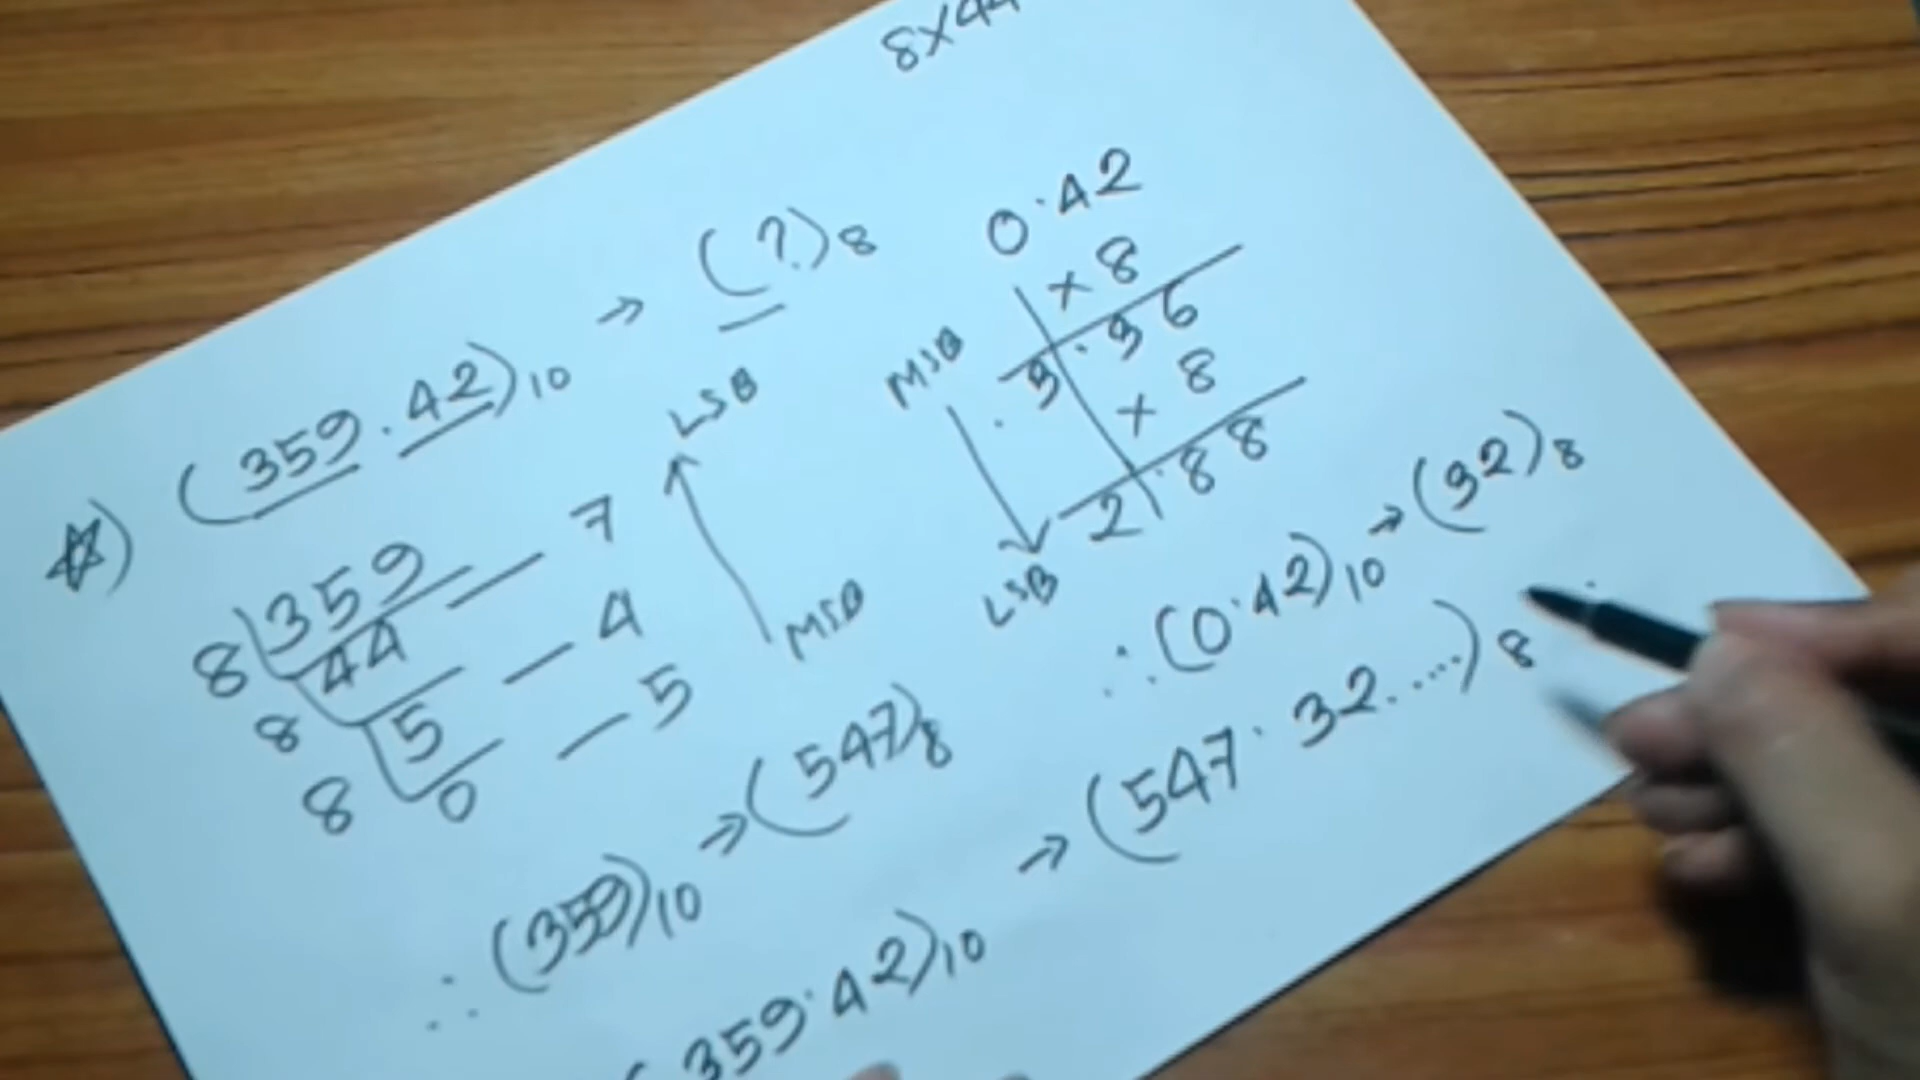 8×44
(359.42)10 → (?)8
8 359 — 7
8 44 — 4
8 5 — 5
0
LSB
MSB
∴ (359)10 → (547)8
0.42
× 8
3.36
× 8
2.88
MSB
LSB
∴ (0.42)10 → (32)8
(359.42)10 → (547.32....)8